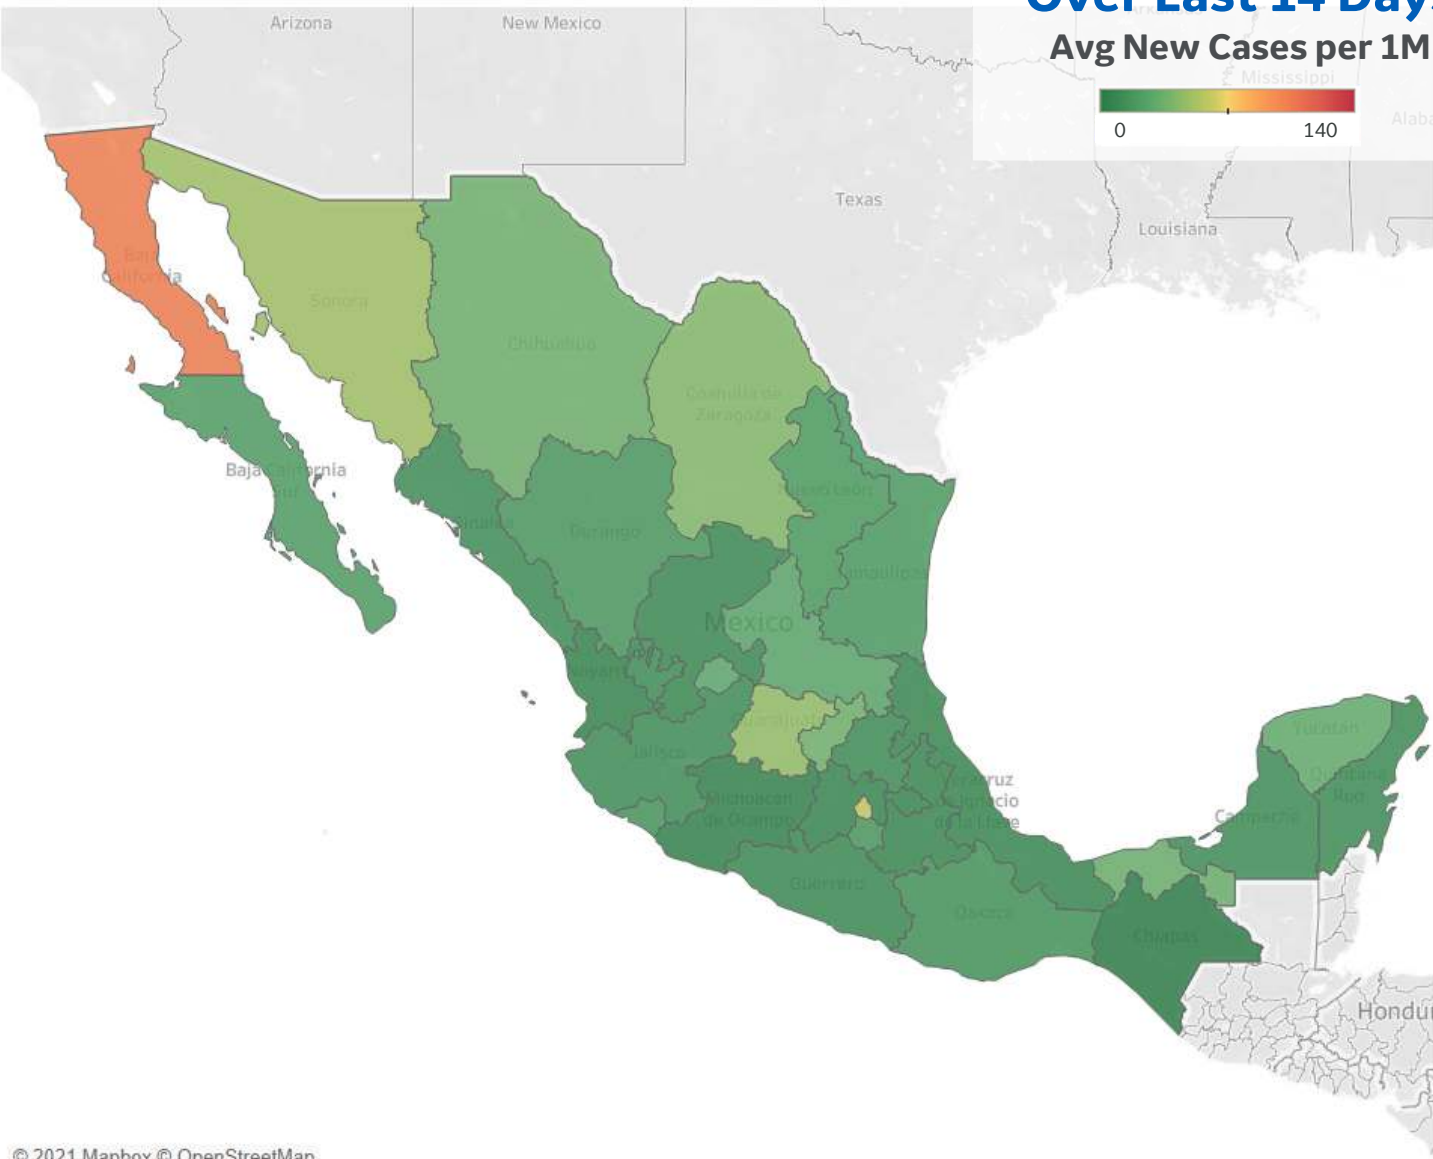 Over Last 14 Days
Avg New Cases per 1M
0
140
Arizona
New Mexico
Mississippi
Texas
Louisiana
Baja
California
Sonora
Chihuahua
Coahuila de
Zaragoza
Baja California
Sur
Nuevo León
Sinaloa
Durango
Tamaulipas
Mexico
Nayarit
Guanajuato
Jalisco
Yucatán
Quintana
Roo
Michoacán
de Ocampo
Veracruz
de Ignacio
de la Llave
Campeche
Guerrero
Oaxaca
Chiapas
Hondu
© 2021 Mapbox © OpenStreetMap